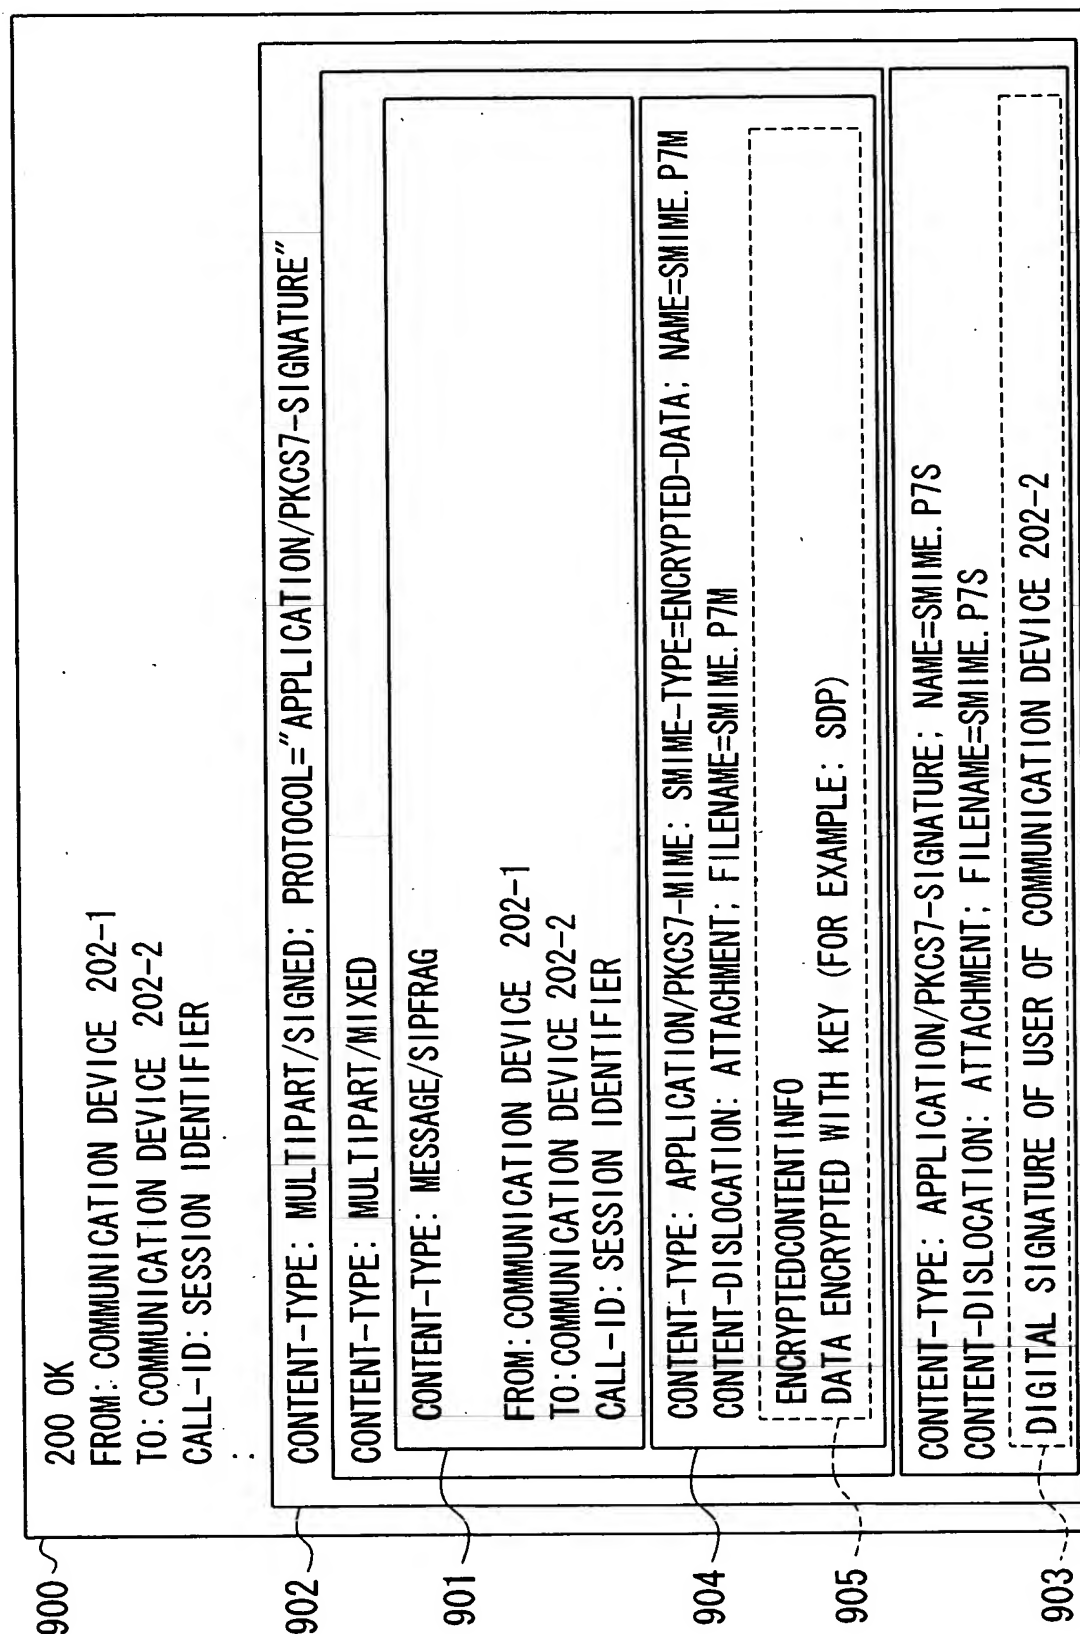 900
200 OK
FROM: COMMUNICATION DEVICE 202-1
TO: COMMUNICATION DEVICE 202-2
CALL-ID: SESSION IDENTIFIER
:
902
CONTENT-TYPE: MULTIPART/SIGNED; PROTOCOL="APPLICATION/PKCS7-SIGNATURE"
CONTENT-TYPE: MULTIPART/MIXED
901
CONTENT-TYPE: MESSAGE/SIPFRAG
FROM: COMMUNICATION DEVICE 202-1
TO: COMMUNICATION DEVICE 202-2
CALL-ID: SESSION IDENTIFIER
904
CONTENT-TYPE: APPLICATION/PKCS7-MIME: SMIME-TYPE=ENCRYPTED-DATA; NAME=SMIME.P7M
CONTENT-DISLOCATION: ATTACHMENT; FILENAME=SMIME.P7M
905
ENCRYPTEDCONTENTINFO
DATA ENCRYPTED WITH KEY (FOR EXAMPLE: SDP)
CONTENT-TYPE: APPLICATION/PKCS7-SIGNATURE; NAME=SMIME.P7S
CONTENT-DISLOCATION: ATTACHMENT; FILENAME=SMIME.P7S
903
DIGITAL SIGNATURE OF USER OF COMMUNICATION DEVICE 202-2